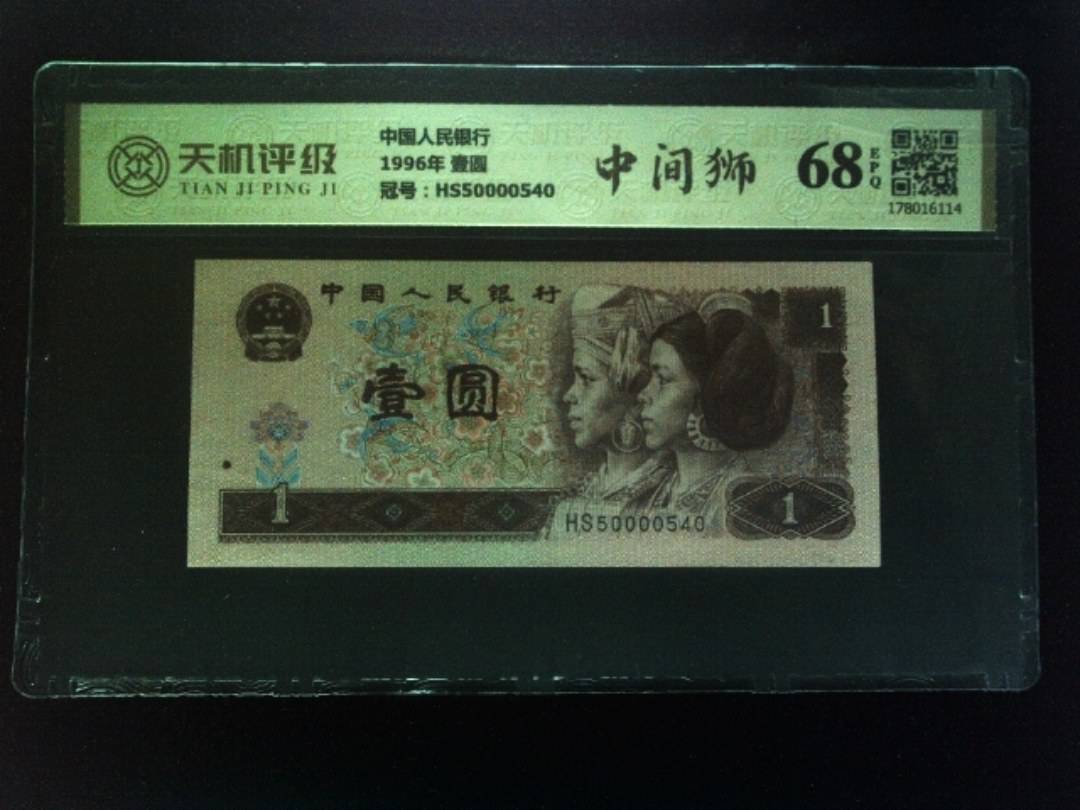 天机评级
TIAN JI PING JI
中国人民银行
1996年 壹圆
冠号：HS50000540
中间狮
68
EPQ
178016114
中国人民银行
壹圆
1
1
1
HS50000540